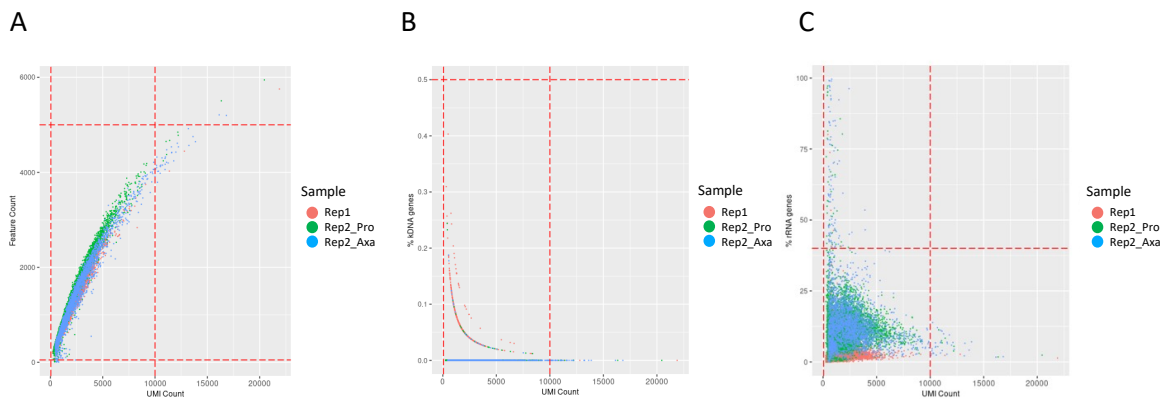 A
Feature Count
6000
4000
2000
0
0
5000
10000
15000
20000
UMI Count
Sample
Rep1
Rep2_Pro
Rep2_Axa
B
% kDNA genes
0.5
0.4
0.3
0.2
0.1
0.0
0
5000
10000
15000
20000
UMI Count
Sample
Rep1
Rep2_Pro
Rep2_Axa
C
% rRNA genes
100
75
50
25
0
0
5000
10000
15000
20000
UMI Count
Sample
Rep1
Rep2_Pro
Rep2_Axa